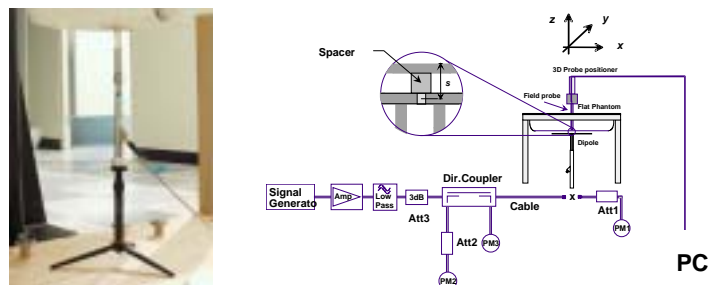 z
y
x
Spacer
s
3D Probe positioner
Field probe
Flat Phantom
Dipole
Dir.Coupler
Signal
Generato
Amp
Low
Pass
3dB
Att3
Cable
x
Att1
Att2
PM3
PM1
PM2
PC